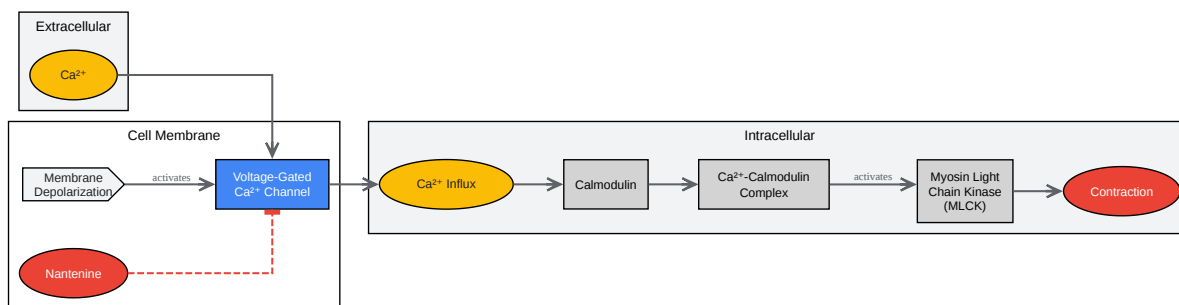 Extracellular
Ca²⁺
Cell Membrane
Membrane
Depolarization
activates
Voltage-Gated
Ca²⁺ Channel
Nantenine
Intracellular
Ca²⁺ Influx
Calmodulin
Ca²⁺-Calmodulin
Complex
activates
Myosin Light
Chain Kinase
(MLCK)
Contraction